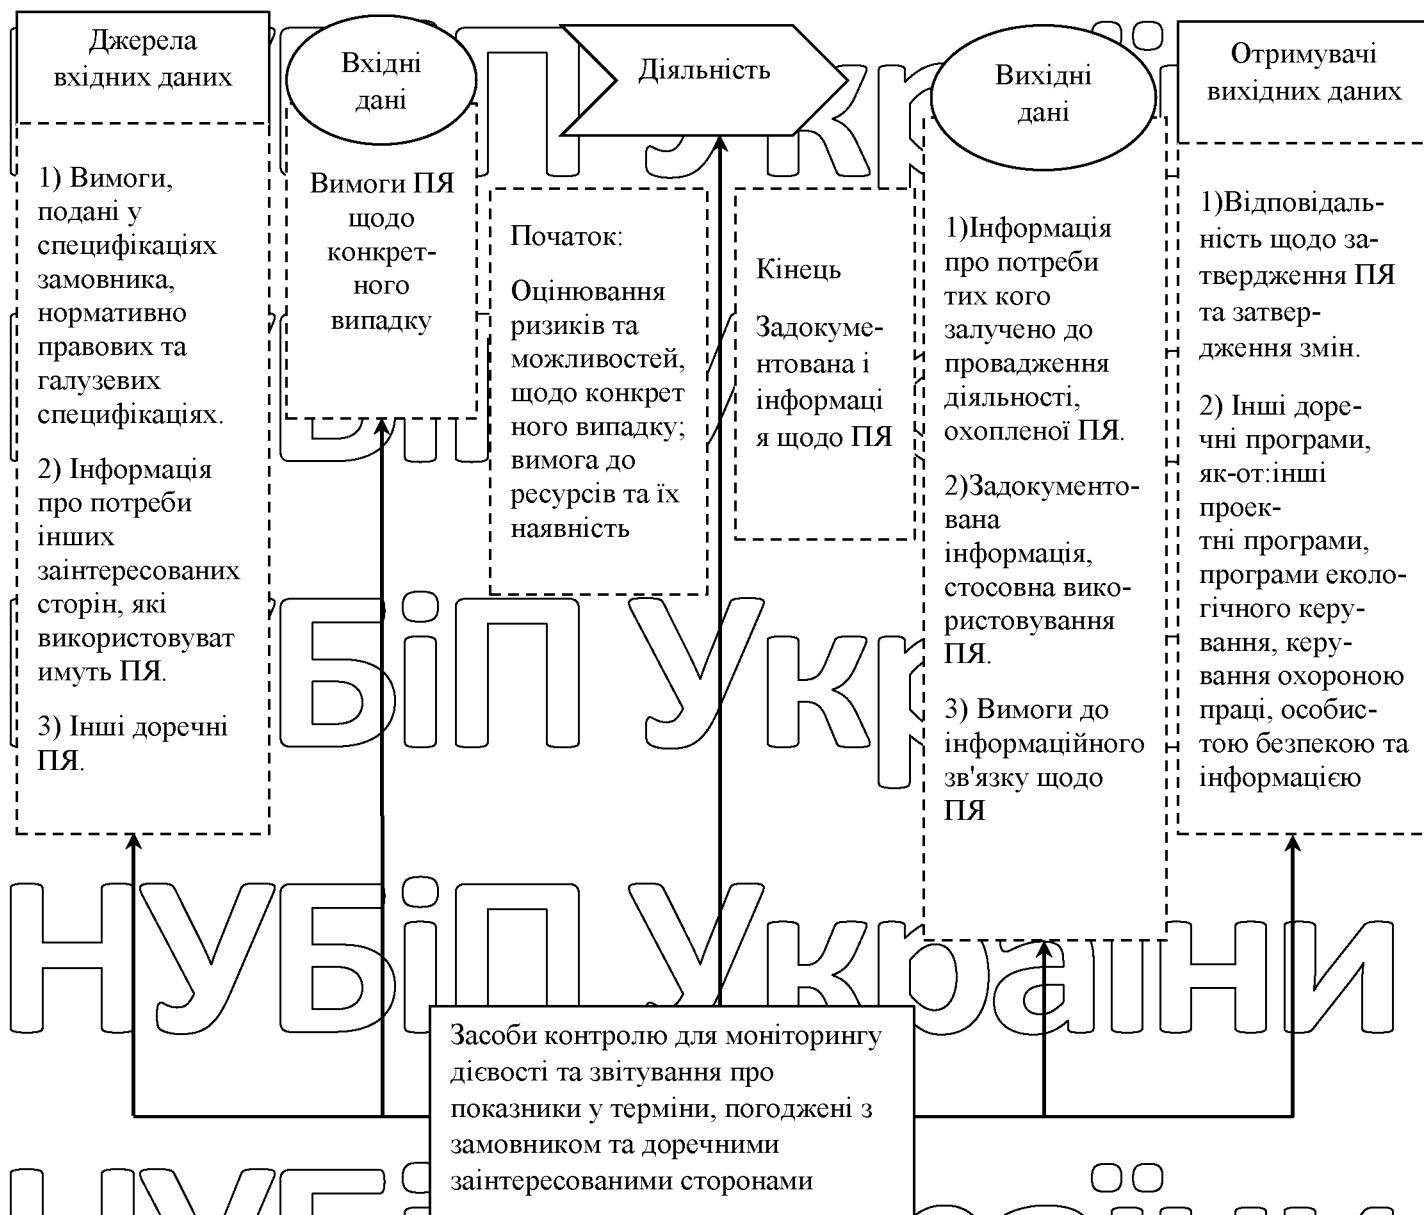 Джерела
вхідних даних
1) Вимоги,
подані у
специфікаціях
замовника,
нормативно
правових та
галузевих
специфікаціях.
2) Інформація
про потреби
інших
заінтересованих
сторін, які
використовуват
имуть ПЯ.
3) Інші доречні
ПЯ.
Вхідні
дані
Вимоги ПЯ
щодо
конкрет-
ного
випадку
Діяльність
Початок:
Оцінювання
ризиків та
можливостей,
щодо конкрет
ного випадку;
вимога до
ресурсів та їх
наявність
Кінець
Задокуме-
нтована і
інформаці
я щодо ПЯ
Вихідні
дані
1)Інформація
про потреби
тих кого
залучено до
провадження
діяльності,
охопленої ПЯ.
2)Задокументо-
вана
інформація,
стосовна вико-
ристовування
ПЯ.
3) Вимоги до
інформаційного
зв'язку щодо
ПЯ
Отримувачі
вихідних даних
1)Відповідаль-
ність щодо за-
твердження ПЯ
та затвер-
дження змін.
2) Інші доре-
чні програми,
як-от:інші
проек-
тні програми,
програми еколо-
гічного керу-
вання, керу-
вання охороною
праці, особис-
тою безпекою та
інформацією
Засоби контролю для моніторингу
дієвості та звітування про
показники у терміни, погоджені з
замовником та доречними
заінтересованими сторонами
НУБіП України